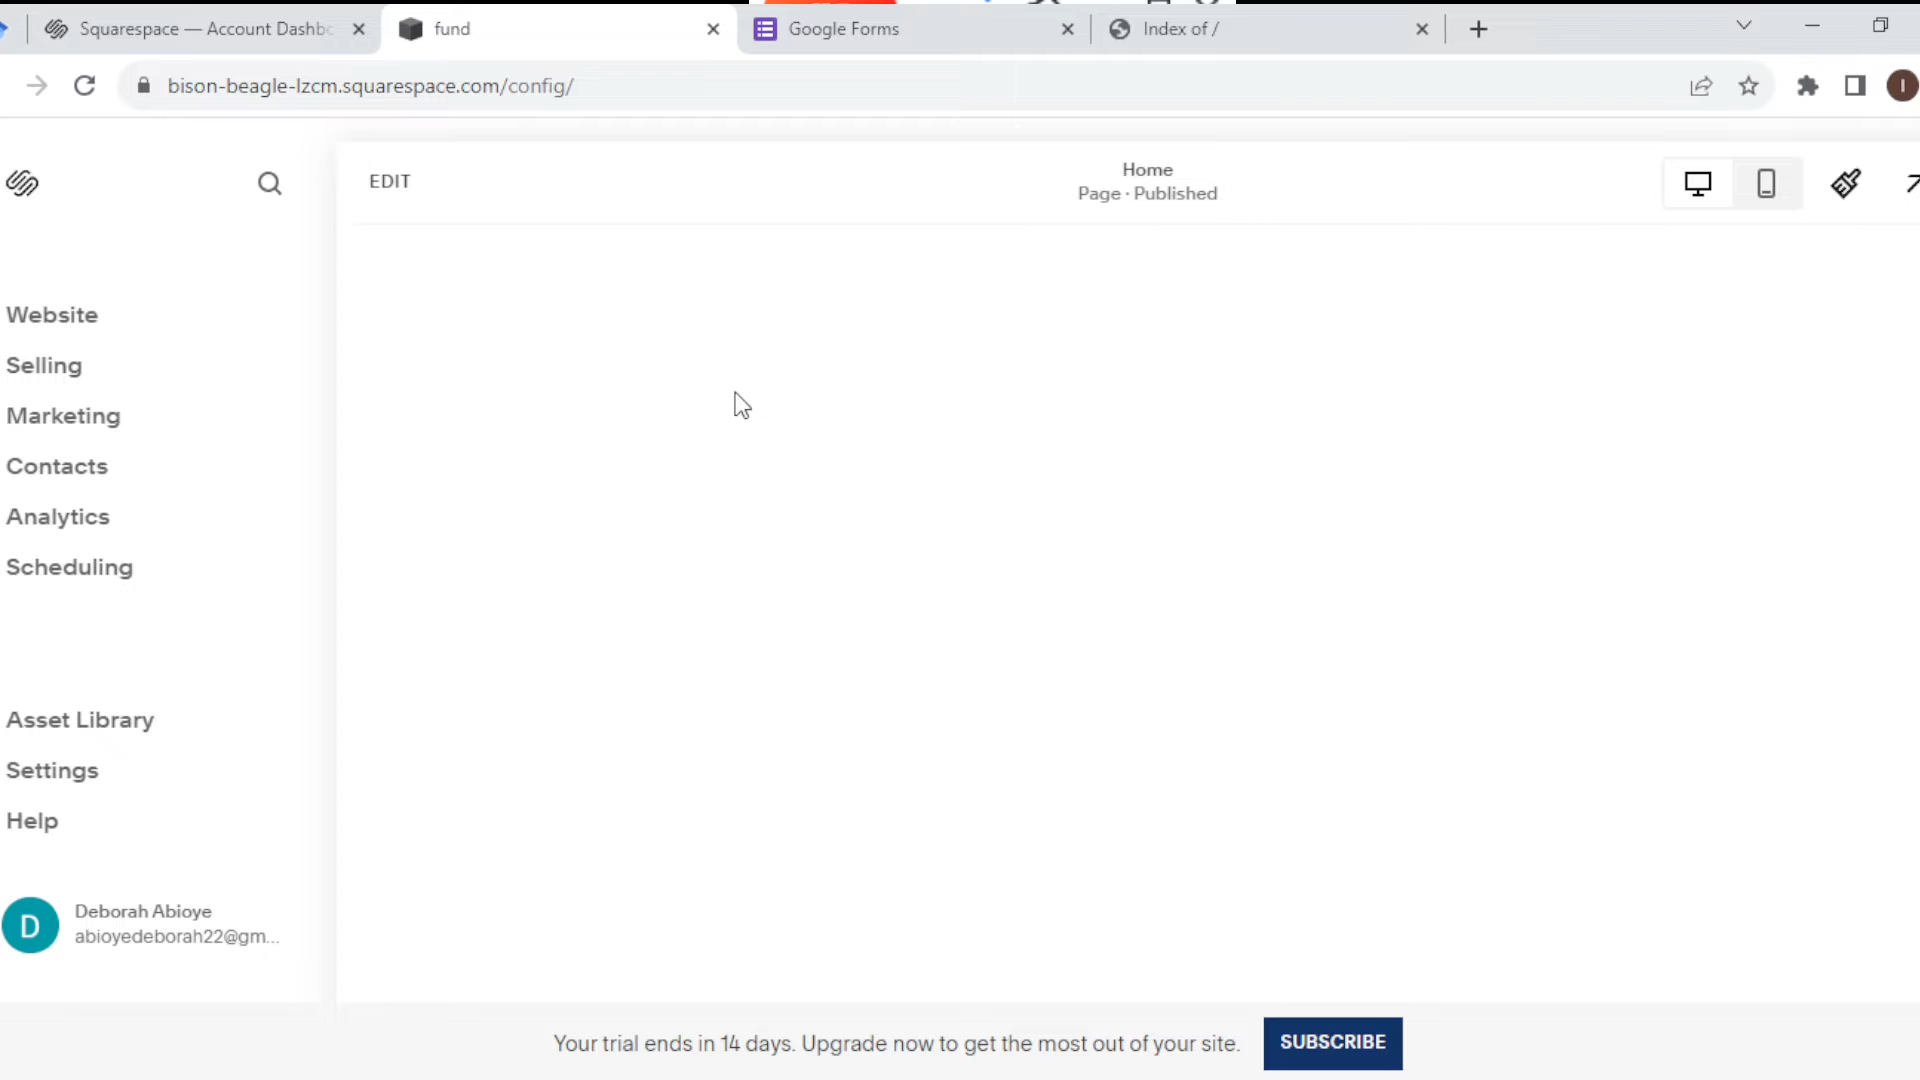 Squarespace — Account Dashbo
fund
Google Forms
Index of /
bison-beagle-lzcm.squarespace.com/config/
I
EDIT
Home
Page · Published
Website
Selling
Marketing
Contacts
Analytics
Scheduling
Asset Library
Settings
Help
D
Deborah Abioye
abioyedeborah22@gm...
Your trial ends in 14 days. Upgrade now to get the most out of your site.
SUBSCRIBE